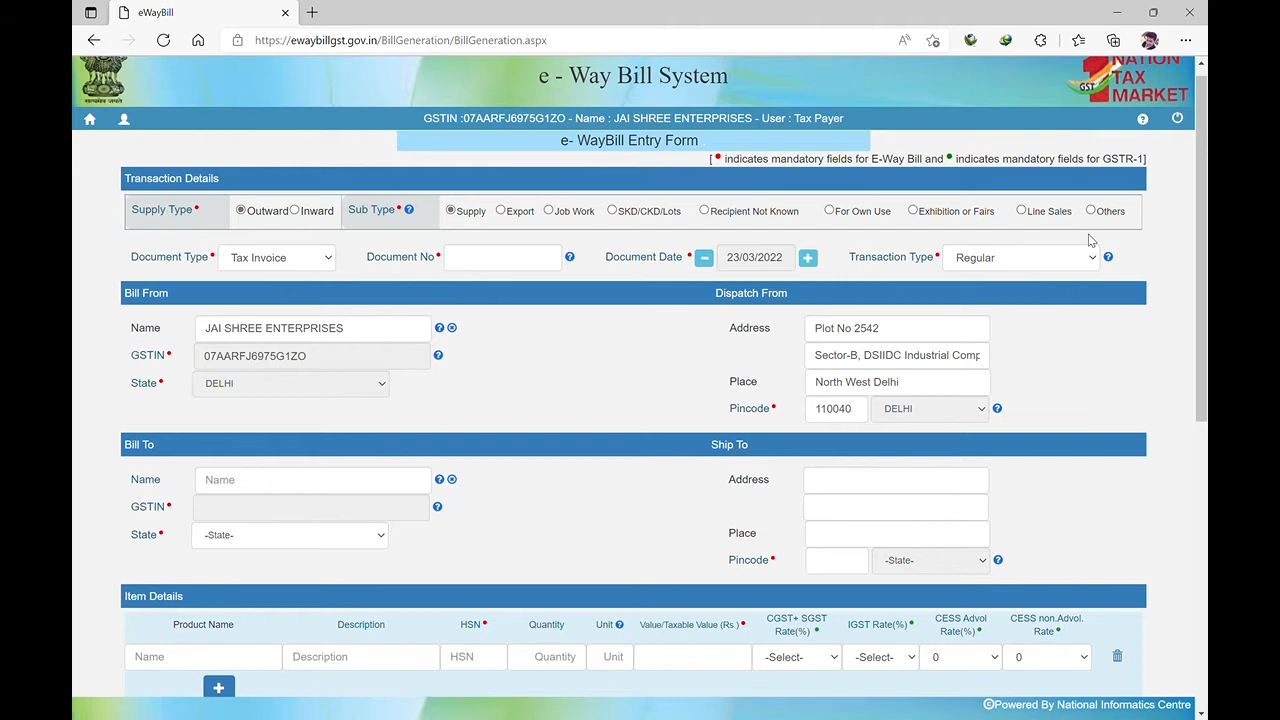 eWayBill
https://ewaybillgst.gov.in/BillGeneration/BillGeneration.aspx
सत्यमेव जयते
e - Way Bill System
GST 1 NATION
TAX
MARKET
GSTIN :07AARFJ6975G1ZO - Name : JAI SHREE ENTERPRISES - User : Tax Payer
e- WayBill Entry Form
[ • indicates mandatory fields for E-Way Bill and • indicates mandatory fields for GSTR-1]
Transaction Details
Supply Type • Outward Inward Sub Type • Supply Export Job Work SKD/CKD/Lots Recipient Not Known For Own Use Exhibition or Fairs Line Sales Others
Document Type • Tax Invoice Document No • Document Date • - 23/03/2022 + Transaction Type • Regular
Bill From Dispatch From
Name JAI SHREE ENTERPRISES Address Plot No 2542
GSTIN • 07AARFJ6975G1ZO Sector-B, DSIIDC Industrial Comp
State • DELHI Place North West Delhi
Pincode • 110040 DELHI
Bill To Ship To
Name Name Address
GSTIN •
State • -State- Place
Pincode • -State-
Item Details
Product Name Description HSN • Quantity Unit Value/Taxable Value (Rs.) • CGST+ SGST Rate(%) • IGST Rate(%) • CESS Advol Rate(%) • CESS non.Advol. Rate •
Name Description HSN Quantity Unit -Select- -Select- 0 0
+
©Powered By National Informatics Centre